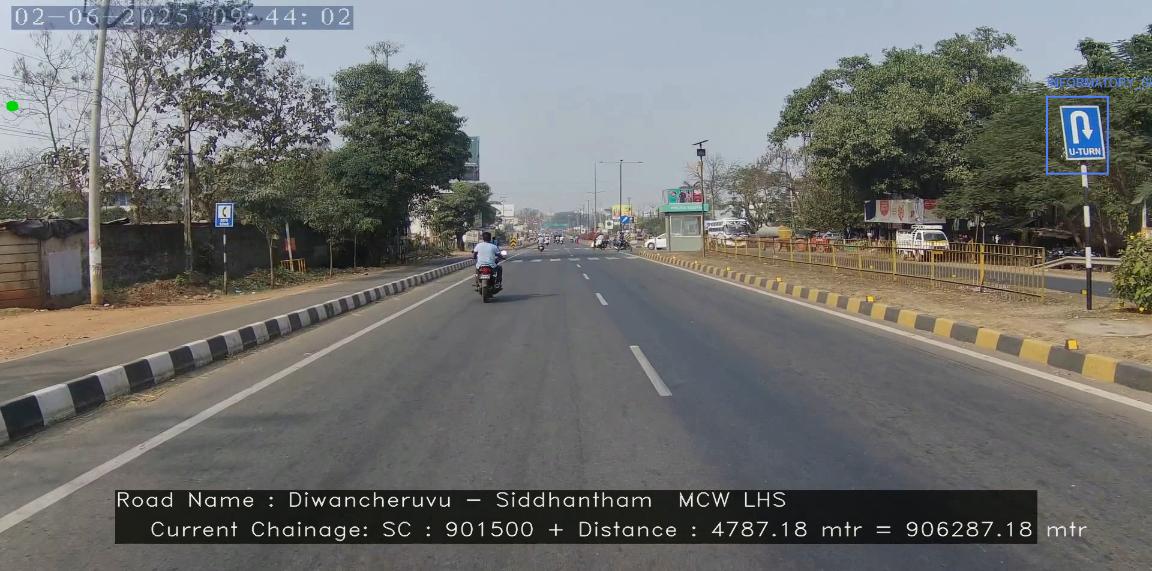 02-06-2025 09:44:02
INFORMATORY_S
U-TURN
Road Name : Diwancheruvu - Siddhantham MCW LHS
Current Chainage: SC : 901500 + Distance : 4787.18 mtr = 906287.18 mtr